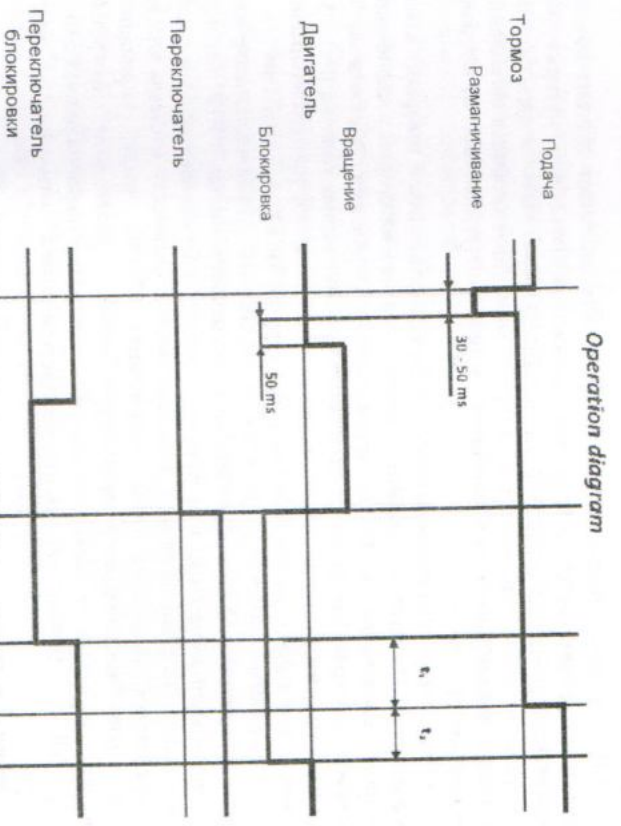 Operation diagram
Тормоз
Подача
Размагничивание
30 - 50 ms
t₁
t₂
Двигатель
Вращение
Блокировка
50 ms
Переключатель
Переключатель
блокировки